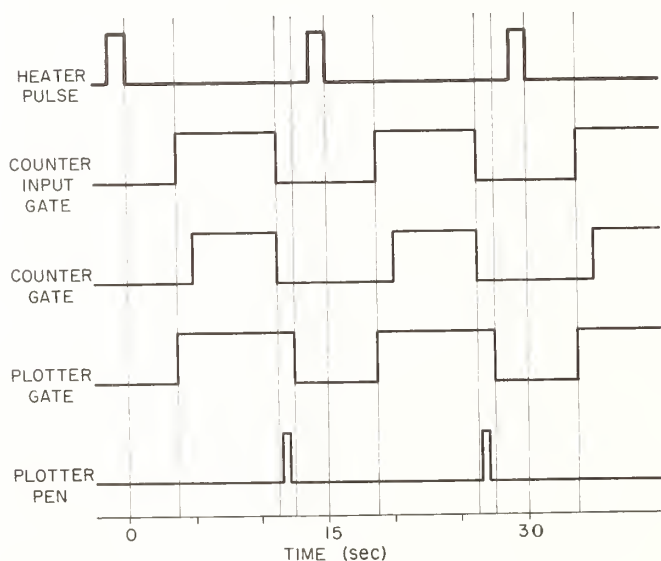 HEATER
PULSE
COUNTER
INPUT
GATE
COUNTER
GATE
PLOTTER
GATE
PLOTTER
PEN
0 15 30
TIME (sec)